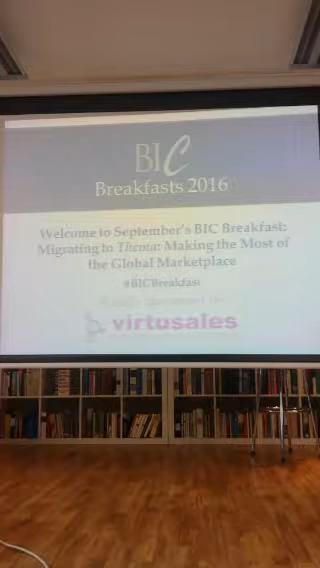 BIC
Breakfasts 2016
Welcome to September's BIC Breakfast:
Migrating to Thema: Making the Most of
the Global Marketplace
#BICBreakfast
virtusales